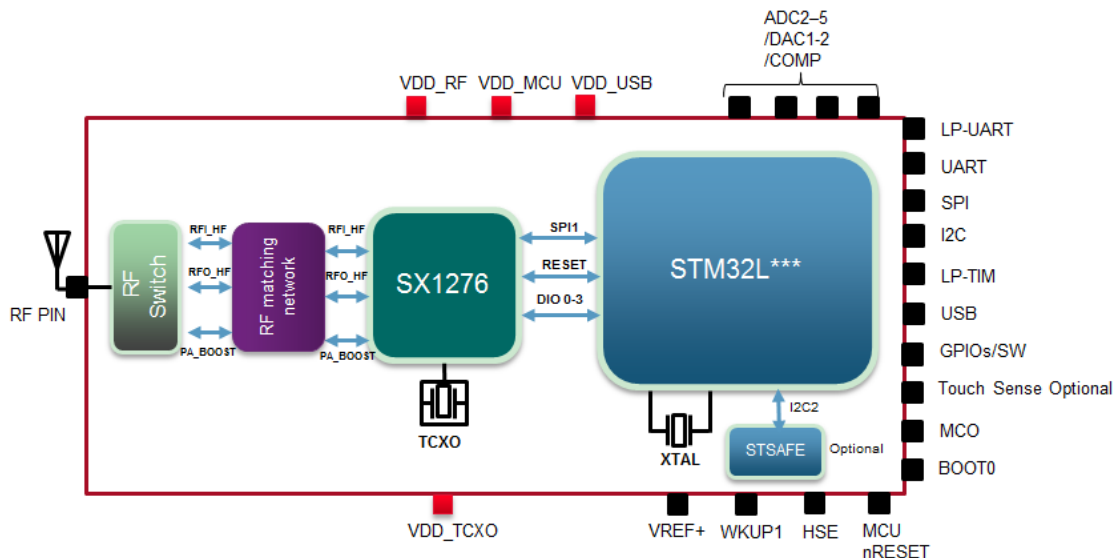 ADC2–5
/DAC1-2
/COMP
VDD_RF
VDD_MCU
VDD_USB
LP-UART
UART
SPI
I2C
LP-TIM
USB
GPIOs/SW
Touch Sense Optional
MCO
BOOT0
RF PIN
RF
Switch
RFI_HF
RFO_HF
PA_BOOST
RF matching
network
RFI_HF
RFO_HF
PA_BOOST
SX1276
TCXO
SPI1
RESET
DIO 0-3
STM32L***
XTAL
I2C2
STSAFE
Optional
VDD_TCXO
VREF+
WKUP1
HSE
MCU
nRESET